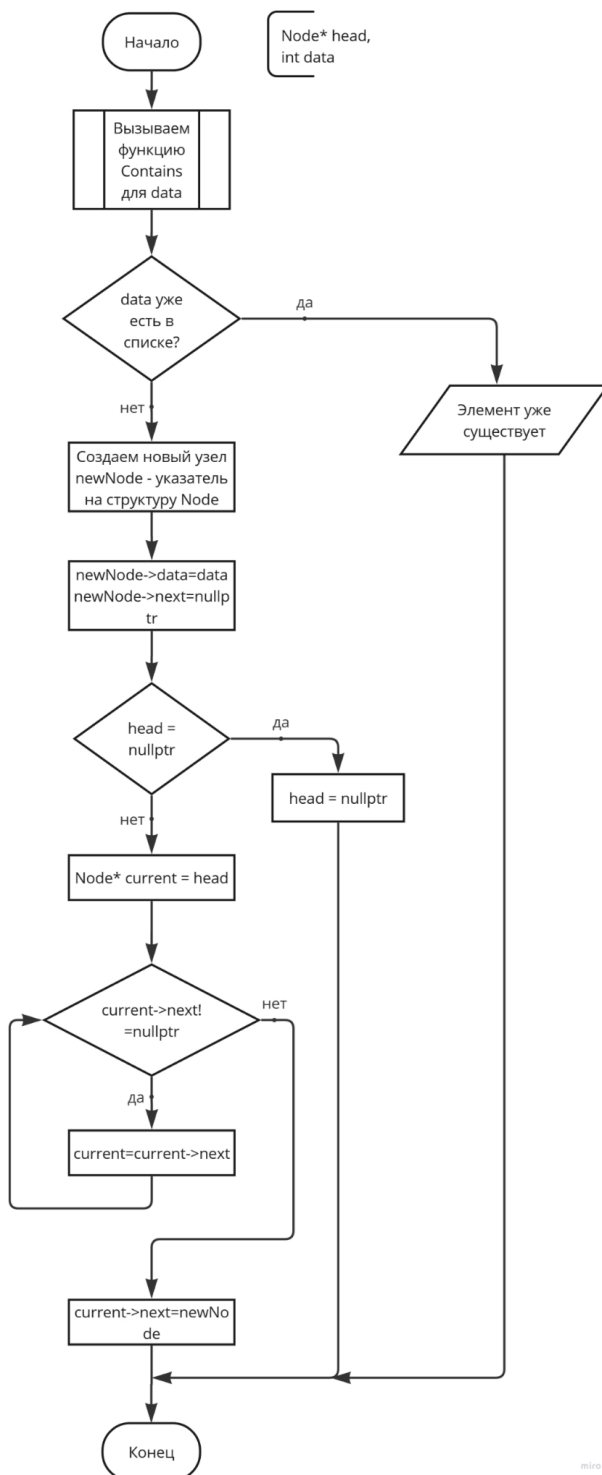 Начало
Node* head,
int data
Вызываем
функцию
Contains
для data
data уже
есть в
списке?
да
нет
Элемент уже
существует
Создаем новый узел
newNode - указатель
на структуру Node
newNode->data=data
newNode->next=nullp
tr
head =
nullptr
да
нет
head = nullptr
Node* current = head
current->next!
=nullptr
нет
да
current=current->next
current->next=newNo
de
Конец
miro